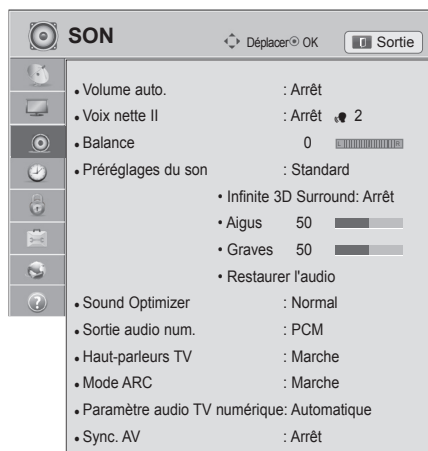 SON Déplacer OK Sortie
• Volume auto. : Arrêt
• Voix nette II : Arrêt 2
• Balance 0 L R
• Préréglages du son : Standard
• Infinite 3D Surround: Arrêt
• Aigus 50
• Graves 50
• Restaurer l'audio
• Sound Optimizer : Normal
• Sortie audio num. : PCM
• Haut-parleurs TV : Marche
• Mode ARC : Marche
• Paramètre audio TV numérique: Automatique
• Sync. AV : Arrêt